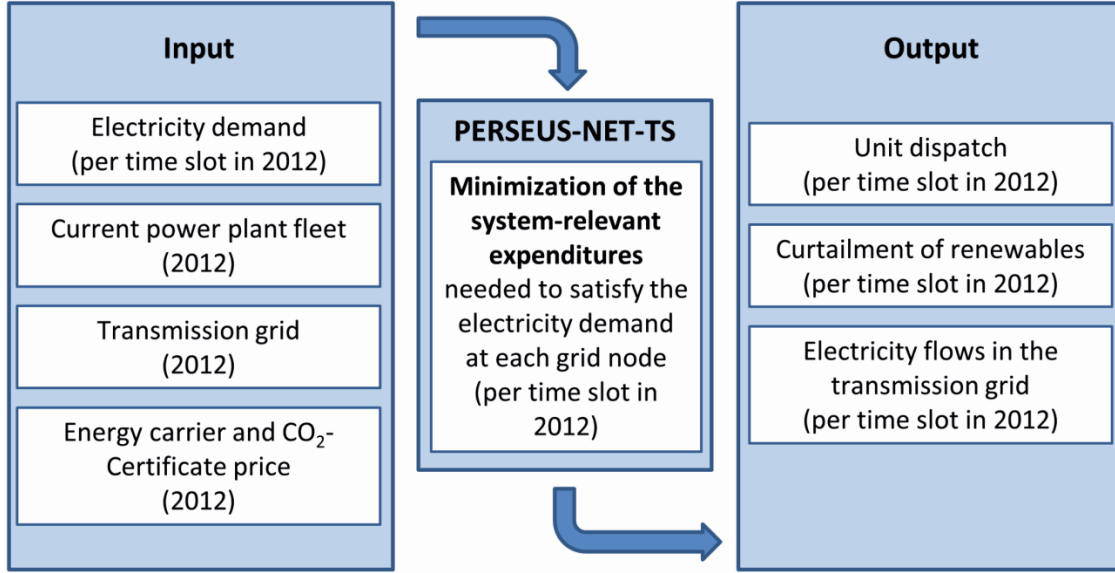 Input
Electricity demand
(per time slot in 2012)
Current power plant fleet
(2012)
Transmission grid
(2012)
Energy carrier and CO₂-
Certificate price
(2012)
PERSEUS-NET-TS
Minimization of the
system-relevant
expenditures
needed to satisfy the
electricity demand
at each grid node
(per time slot in
2012)
Output
Unit dispatch
(per time slot in 2012)
Curtailment of renewables
(per time slot in 2012)
Electricity flows in the
transmission grid
(per time slot in 2012)